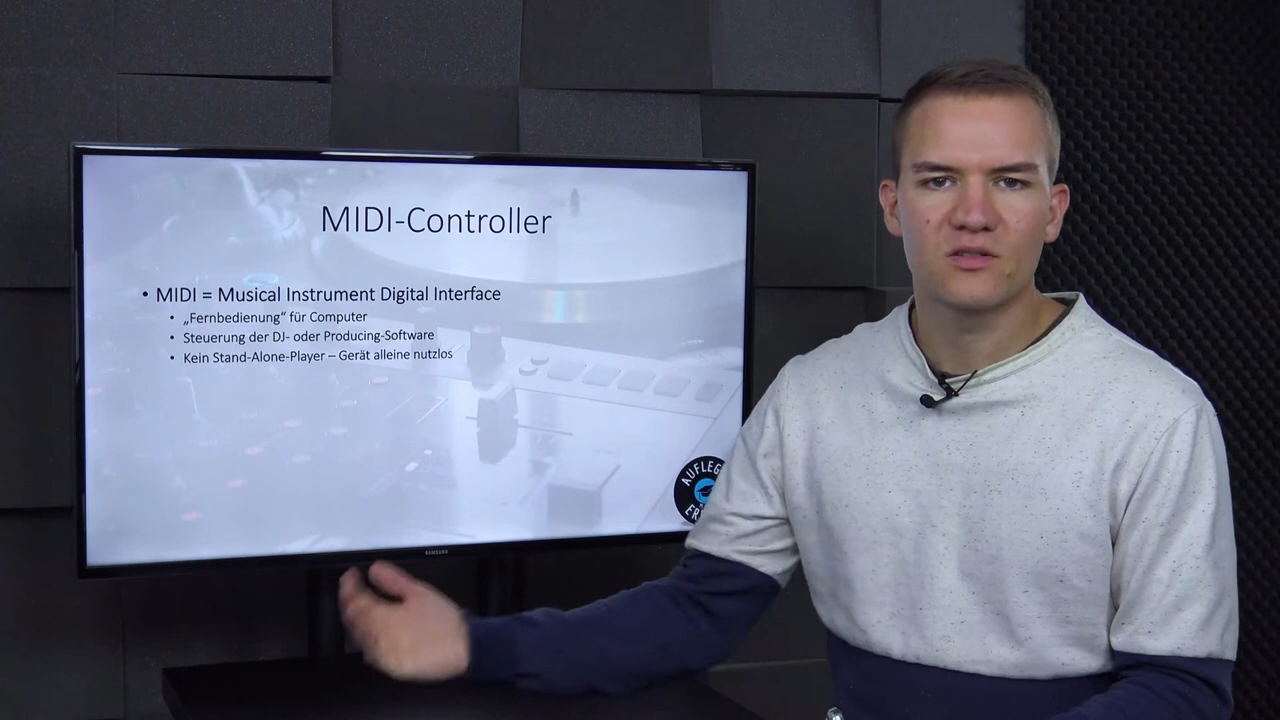 MIDI-Controller
• MIDI = Musical Instrument Digital Interface
• „Fernbedienung“ für Computer
• Steuerung der DJ- oder Producing-Software
• Kein Stand-Alone-Player – Gerät alleine nutzlos
SAMSUNG